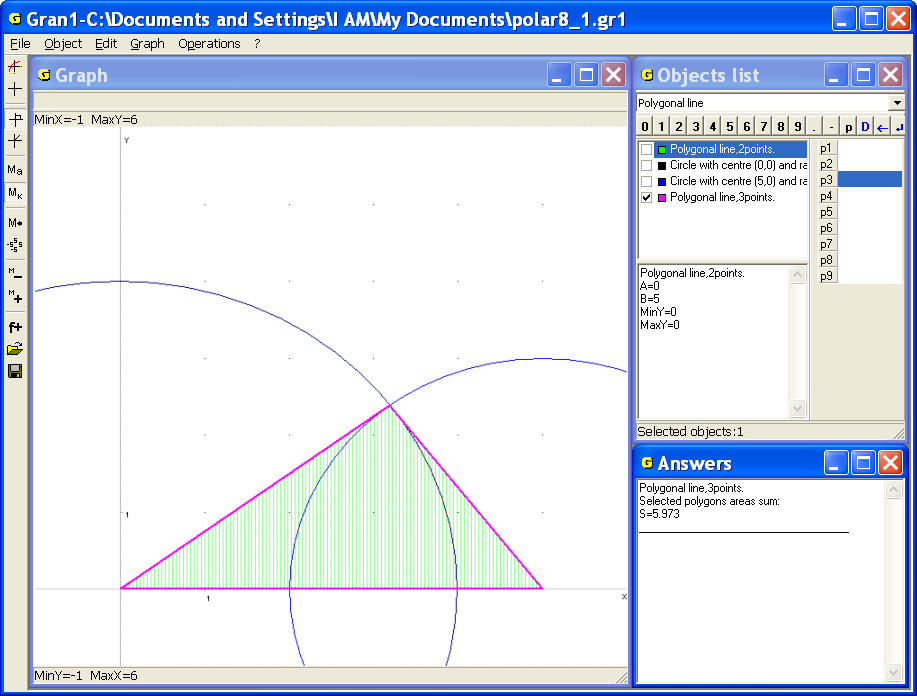 Gran1-C:\Documents and Settings\I AM\My Documents\polar8_1.gr1
File Object Edit Graph Operations ?
Graph
MinX=-1 MaxY=6
Y
1
1
X
MinY=-1 MaxX=6
Ma
Mк
M
M
M
f+
Objects list
Polygonal line
0 1 2 3 4 5 6 7 8 9 . - p D ← ↲
Polygonal line,2points.
Circle with centre (0,0) and ra
Circle with centre (5,0) and ra
Polygonal line,3points.
p1
p2
p3
p4
p5
p6
p7
p8
p9
Polygonal line,2points.
A=0
B=5
MinY=0
MaxY=0
Selected objects:1
Answers
Polygonal line,3points.
Selected polygons areas sum:
S=5.973